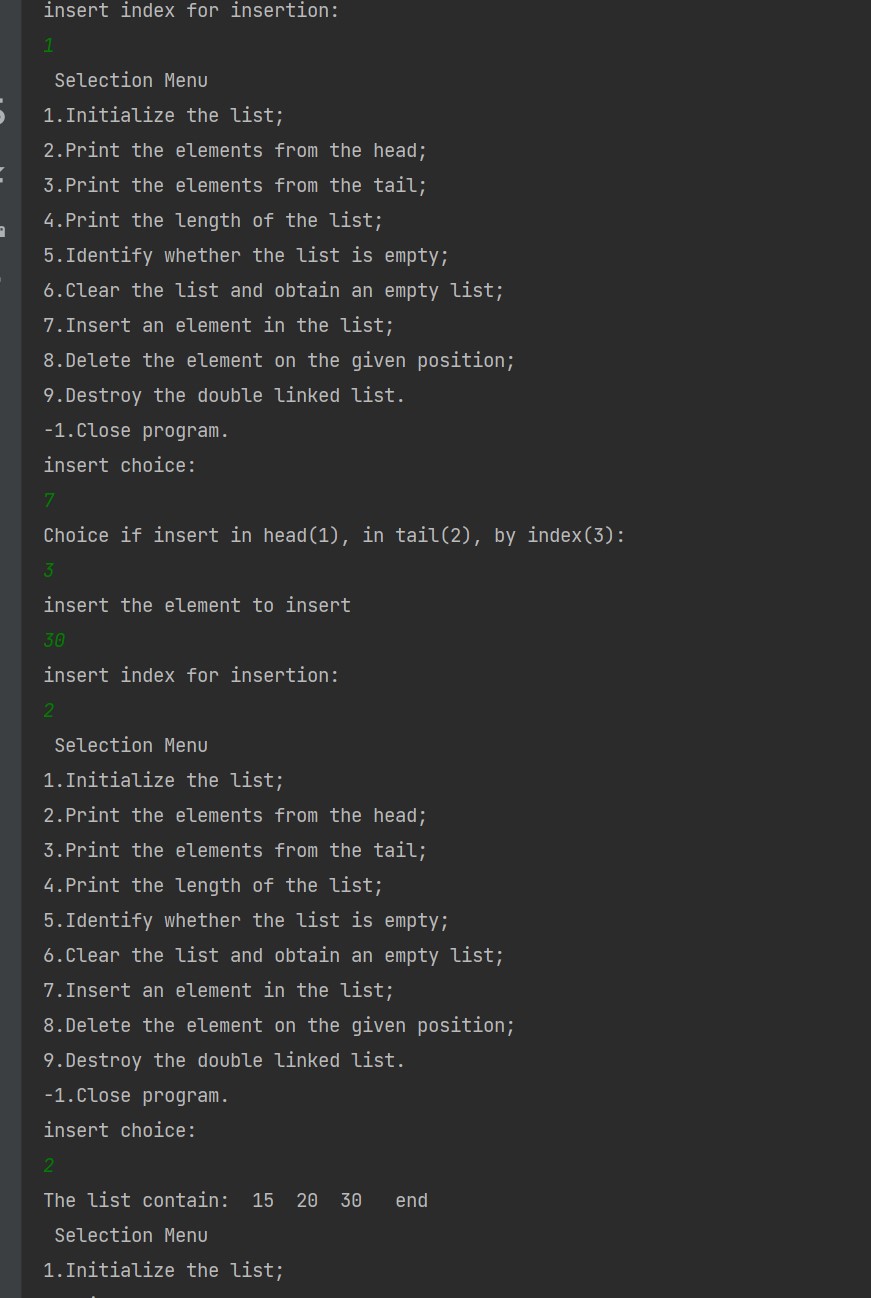 insert index for insertion:
1
Selection Menu
1.Initialize the list;
2.Print the elements from the head;
3.Print the elements from the tail;
4.Print the length of the list;
5.Identify whether the list is empty;
6.Clear the list and obtain an empty list;
7.Insert an element in the list;
8.Delete the element on the given position;
9.Destroy the double linked list.
-1.Close program.
insert choice:
7
Choice if insert in head(1), in tail(2), by index(3):
3
insert the element to insert
30
insert index for insertion:
2
Selection Menu
1.Initialize the list;
2.Print the elements from the head;
3.Print the elements from the tail;
4.Print the length of the list;
5.Identify whether the list is empty;
6.Clear the list and obtain an empty list;
7.Insert an element in the list;
8.Delete the element on the given position;
9.Destroy the double linked list.
-1.Close program.
insert choice:
2
The list contain:  15  20  30   end
Selection Menu
1.Initialize the list;